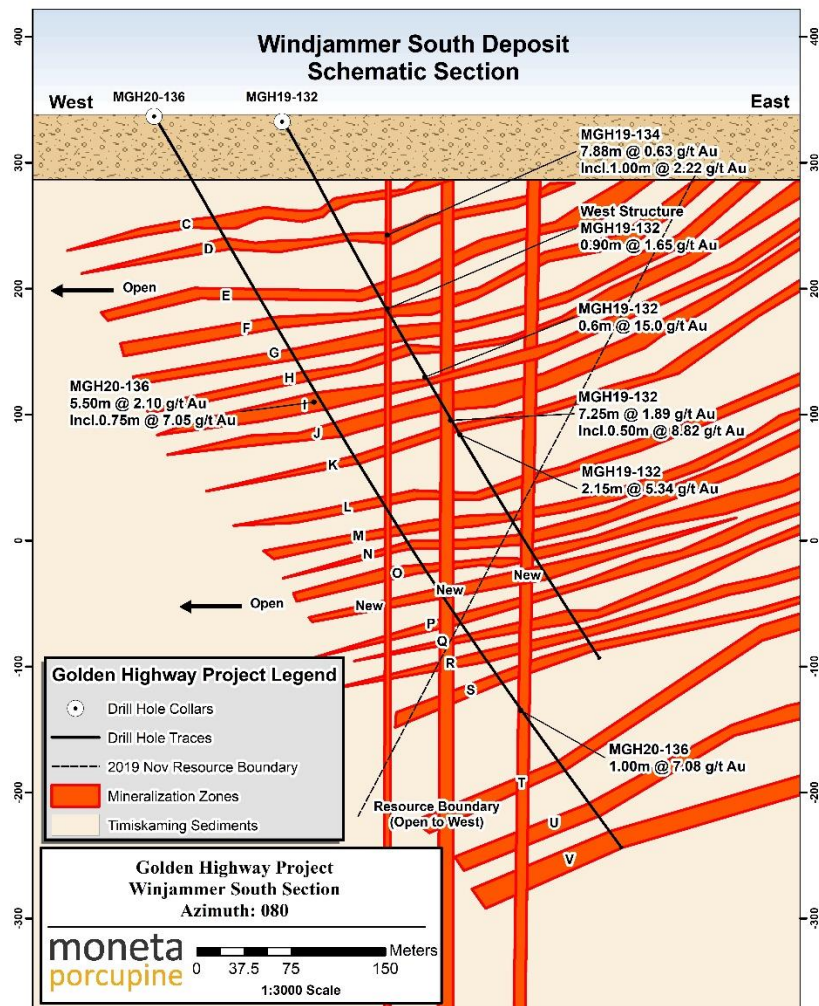 Windjammer South Deposit
Schematic Section
400
400
West
MGH20-136
MGH19-132
East
MGH19-134
7.88m @ 0.63 g/t Au
Incl.1.00m @ 2.22 g/t Au
300
300
C
D
West Structure
MGH19-132
0.90m @ 1.65 g/t Au
Open
200
200
E
F
MGH19-132
0.6m @ 15.0 g/t Au
G
H
MGH20-136
5.50m @ 2.10 g/t Au
Incl.0.75m @ 7.05 g/t Au
I
J
MGH19-132
7.25m @ 1.89 g/t Au
Incl.0.50m @ 8.82 g/t Au
100
100
K
MGH19-132
2.15m @ 5.34 g/t Au
L
M
0
0
N
O
New
New
New
Open
P
Q
R
S
-100
-100
Golden Highway Project Legend
Drill Hole Collars
Drill Hole Traces
2019 Nov Resource Boundary
Mineralization Zones
Timiskaming Sediments
MGH20-136
1.00m @ 7.08 g/t Au
-200
-200
T
Resource Boundary
(Open to West)
U
V
-300
-300
Golden Highway Project
Winjammer South Section
Azimuth: 080
moneta
porcupine
Meters
0 37.5 75 150
1:3000 Scale